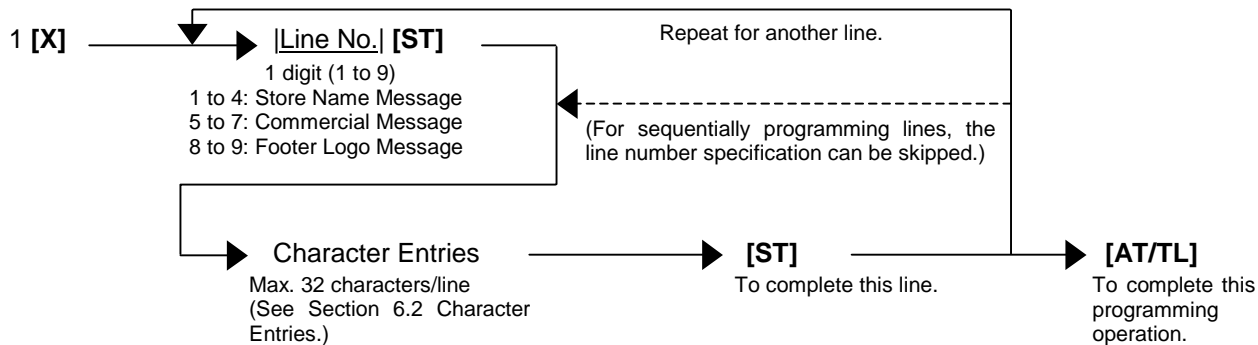 1 [X]
|Line No.| [ST]
1 digit (1 to 9)
1 to 4: Store Name Message
5 to 7: Commercial Message
8 to 9: Footer Logo Message
Repeat for another line.
(For sequentially programming lines, the
line number specification can be skipped.)
Character Entries
Max. 32 characters/line
(See Section 6.2 Character
Entries.)
[ST]
To complete this line.
[AT/TL]
To complete this
programming
operation.